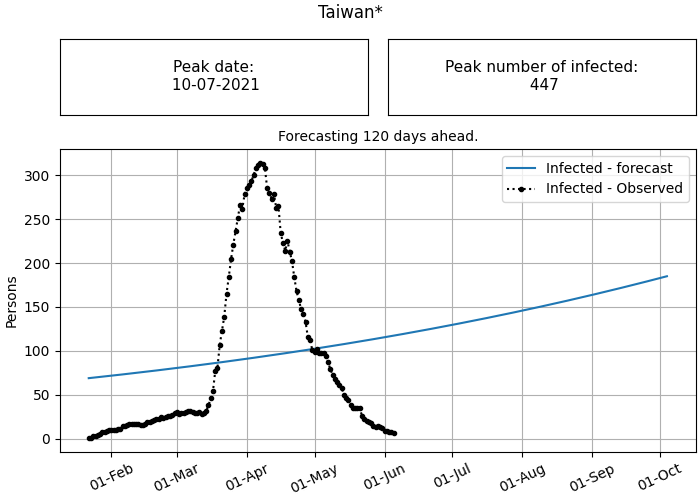 Taiwan*
Peak date:
10-07-2021
Peak number of infected:
447
Forecasting 120 days ahead.
Infected - forecast
Infected - Observed
Persons
300
250
200
150
100
50
0
01-Feb
01-Mar
01-Apr
01-May
01-Jun
01-Jul
01-Aug
01-Sep
01-Oct